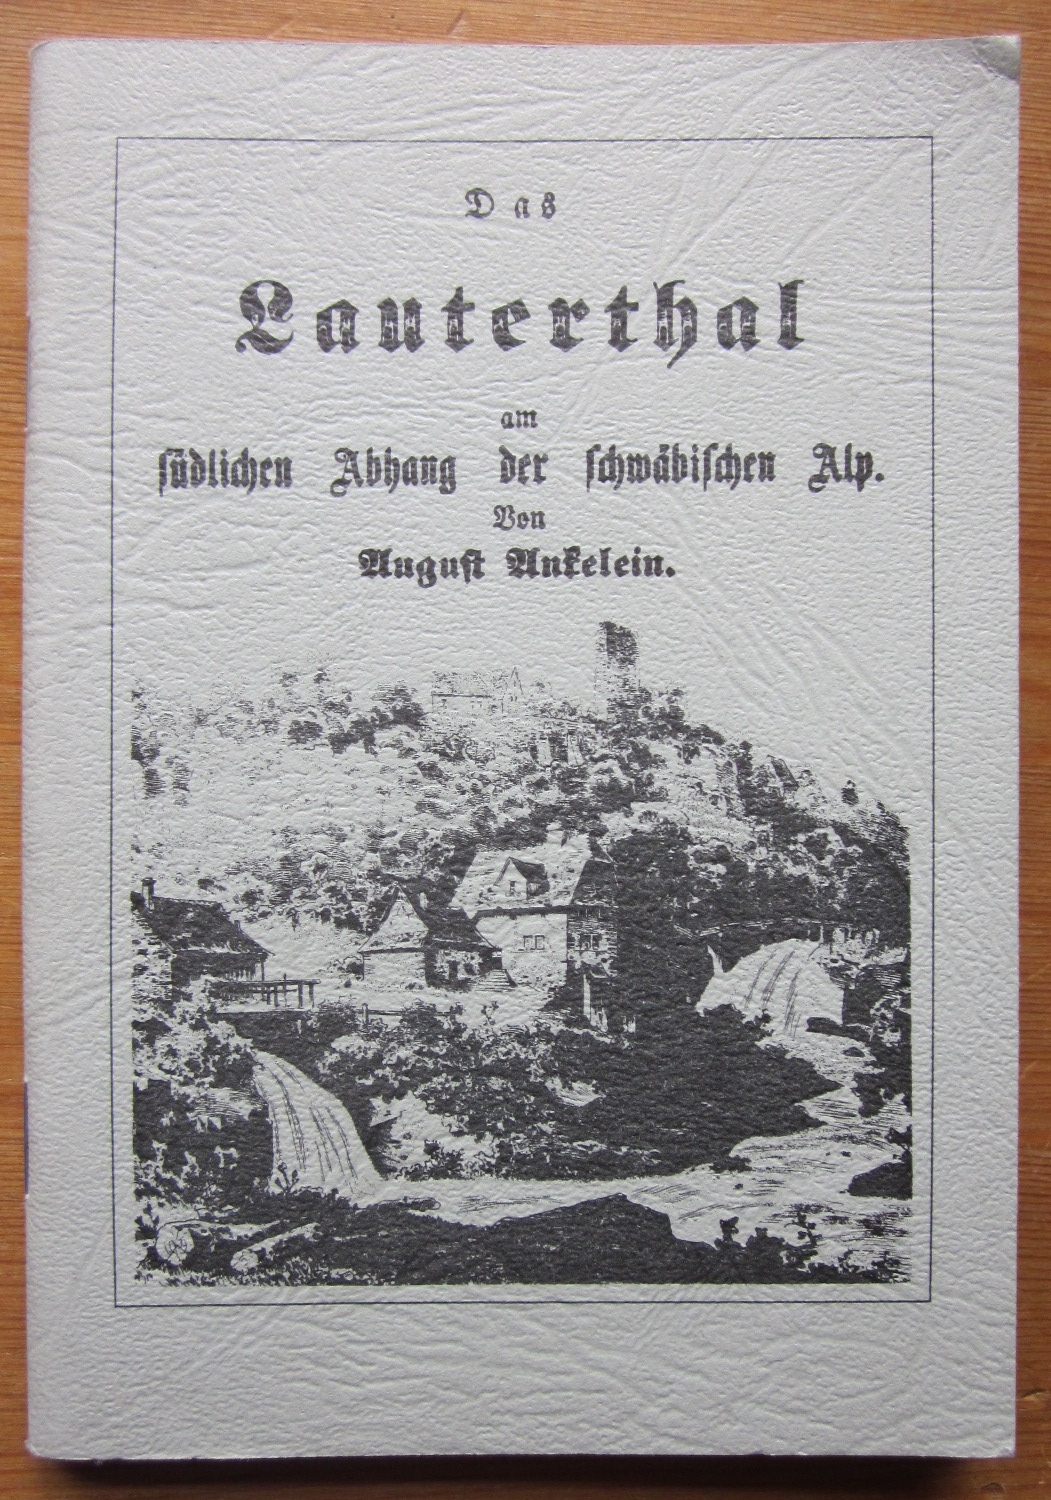 Das
Lauterthal
am
südlichen Abhang der schwäbischen Alp.
Von
August Ankelein.